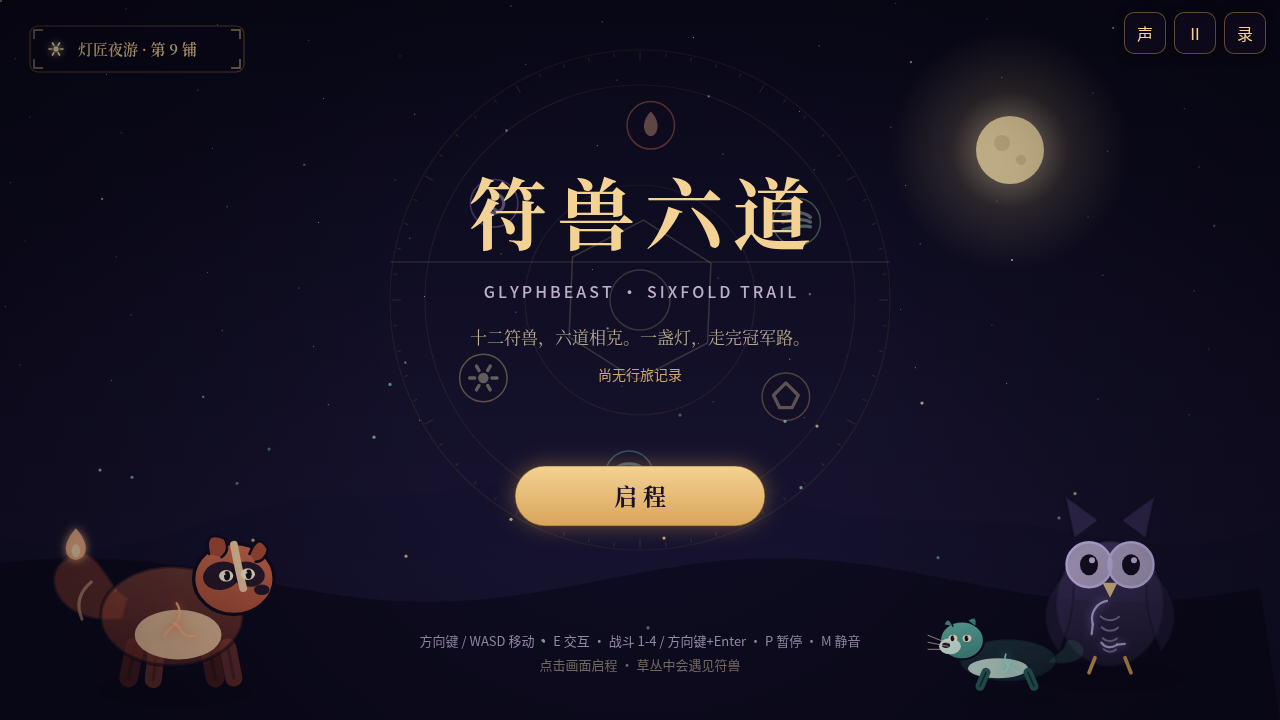 灯匠夜游 · 第 9 铺
声
II
录
符兽六道
GLYPHBEAST • SIXFOLD TRAIL
十二符兽，六道相克。一盏灯，走完冠军路。
尚无行旅记录
启程
方向键 / WASD 移动 • E 交互 • 战斗 1-4 / 方向键+Enter • P 暂停 • M 静音
点击画面启程 • 草丛中会遇见符兽